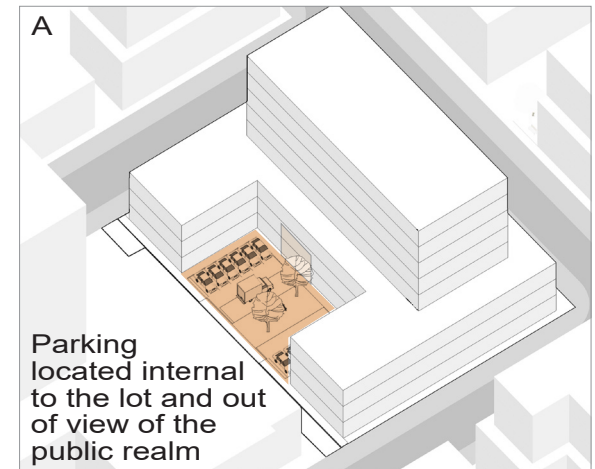 A
Parking
located internal
to the lot and out
of view of the
public realm